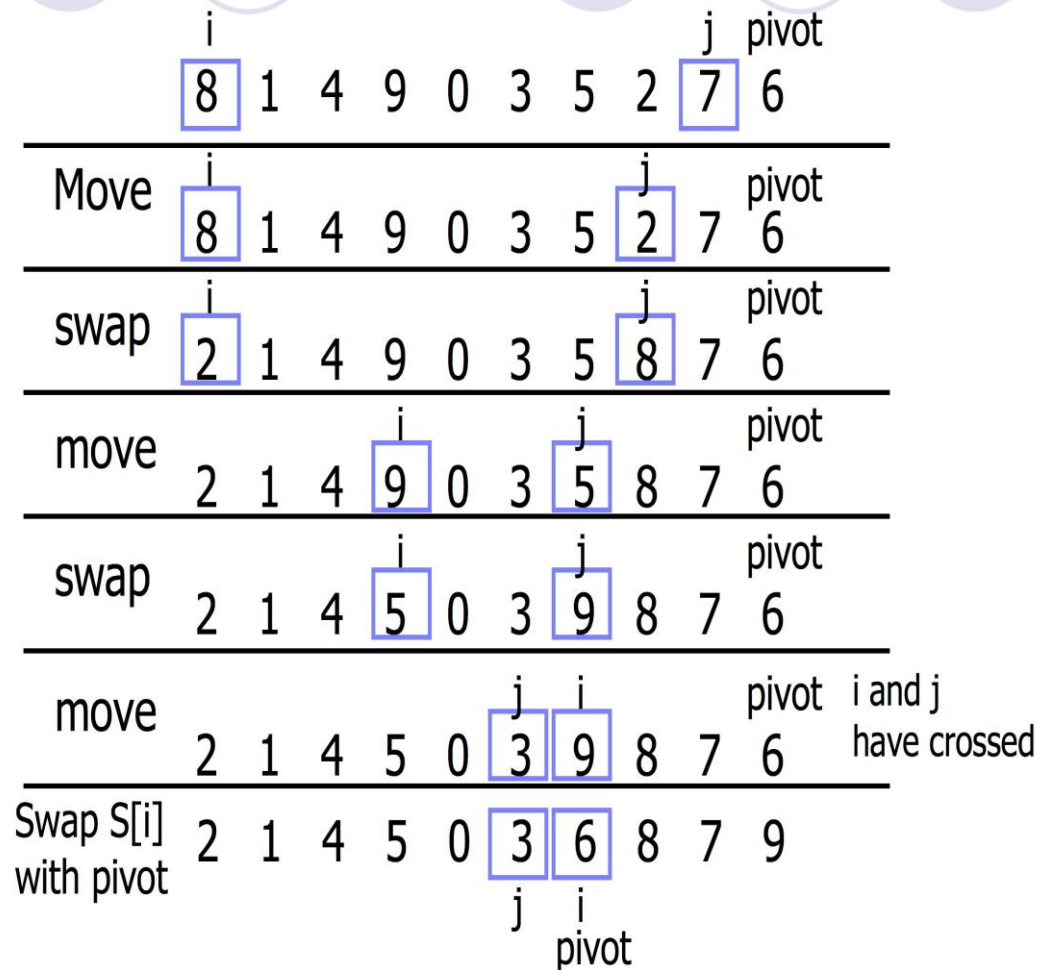 i j pivot
8 1 4 9 0 3 5 2 7 6
Move i j pivot
8 1 4 9 0 3 5 2 7 6
swap i j pivot
2 1 4 9 0 3 5 8 7 6
move i j pivot
2 1 4 9 0 3 5 8 7 6
swap i j pivot
2 1 4 5 0 3 9 8 7 6
move j i pivot i and j
2 1 4 5 0 3 9 8 7 6 have crossed
Swap S[i] 2 1 4 5 0 3 6 8 7 9
with pivot
j i
pivot